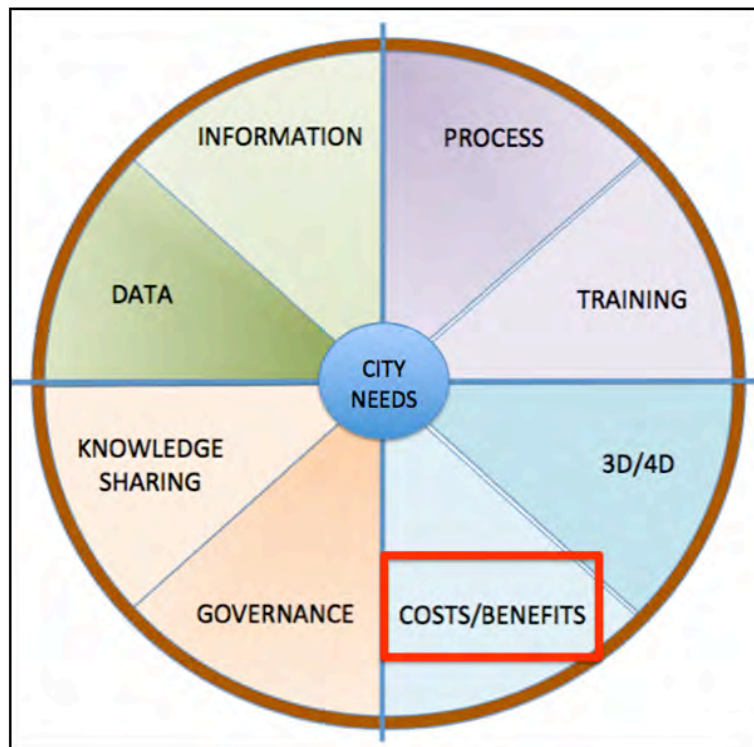 INFORMATION
PROCESS
DATA
TRAINING
CITY
NEEDS
KNOWLEDGE
SHARING
3D/4D
GOVERNANCE
COSTS/BENEFITS